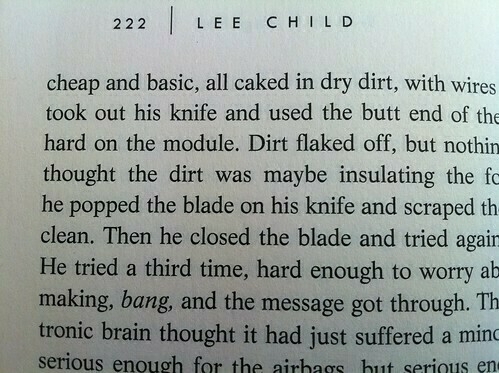 222 | LEE CHILD
cheap and basic, all caked in dry dirt, with wires
took out his knife and used the butt end of the
hard on the module. Dirt flaked off, but nothin
thought the dirt was maybe insulating the fo
he popped the blade on his knife and scraped th
clean. Then he closed the blade and tried again
He tried a third time, hard enough to worry ab
making, bang, and the message got through. Th
tronic brain thought it had just suffered a mino
serious enough for the airbags, but serious en